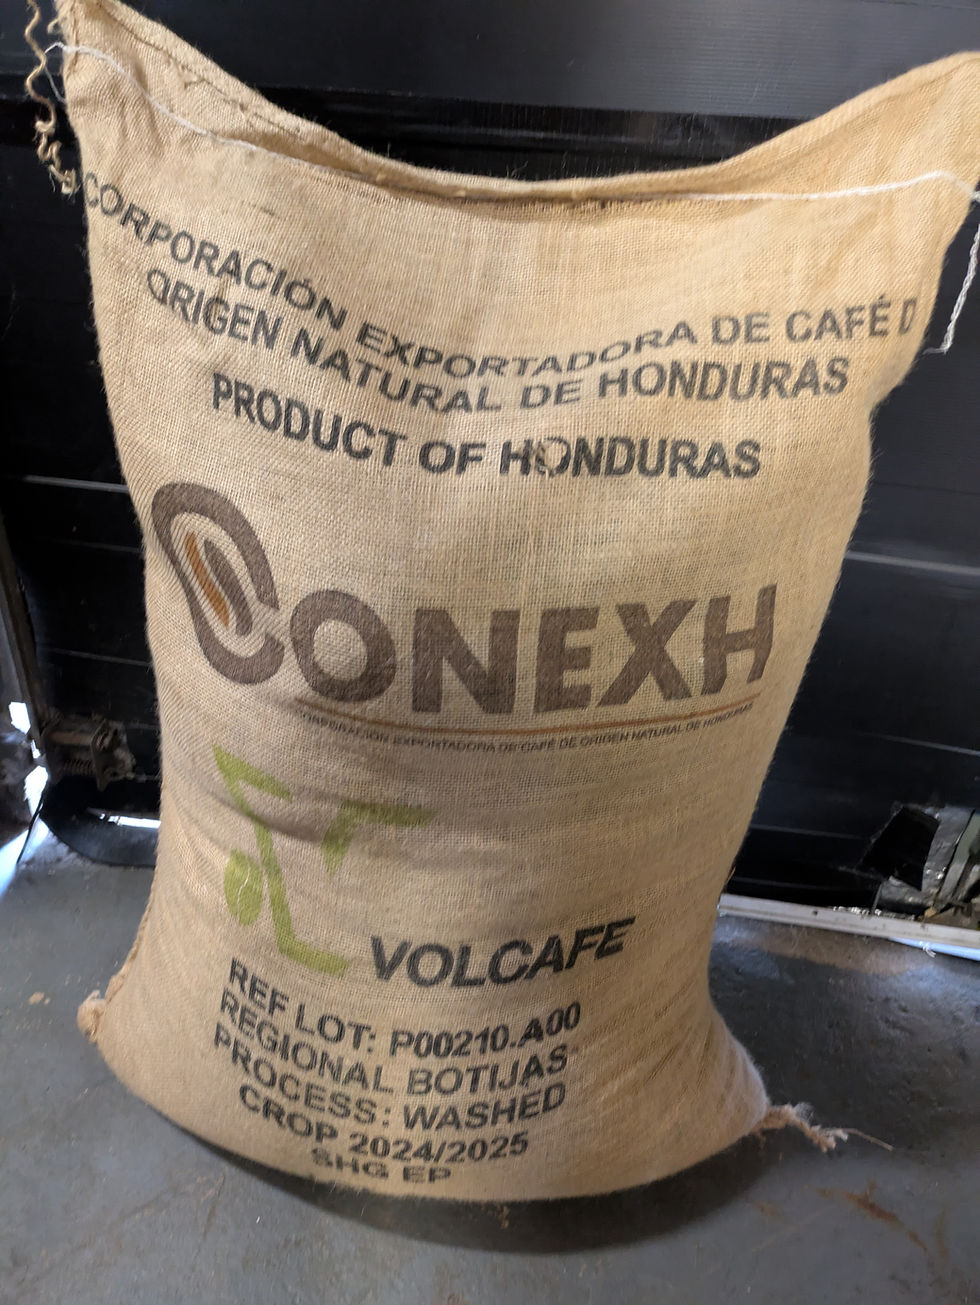 CORPORACIÓN EXPORTADORA DE CAFÉ D
ORIGEN NATURAL DE HONDURAS
PRODUCT OF HONDURAS
CONEXH
CORPORACIÓN EXPORTADORA DE CAFÉ DE ORIGEN NATURAL DE HONDURAS
VOLCAFE
REF LOT: P00210.A00
REGIONAL BOTIJAS
PROCESS: WASHED
CROP 2024/2025
SHG EP